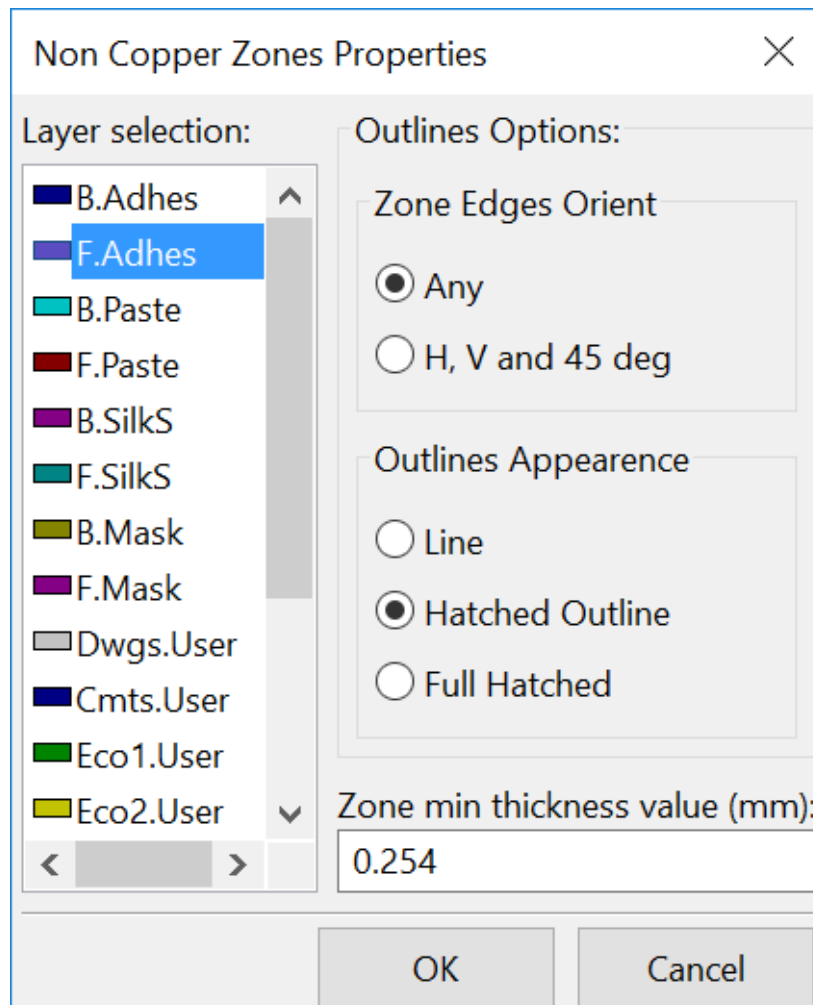 Non Copper Zones Properties
Layer selection:
B.Adhes
F.Adhes
B.Paste
F.Paste
B.SilkS
F.SilkS
B.Mask
F.Mask
Dwgs.User
Cmts.User
Eco1.User
Eco2.User
Outlines Options:
Zone Edges Orient
Any
H, V and 45 deg
Outlines Appearence
Line
Hatched Outline
Full Hatched
Zone min thickness value (mm):
0.254
OK
Cancel